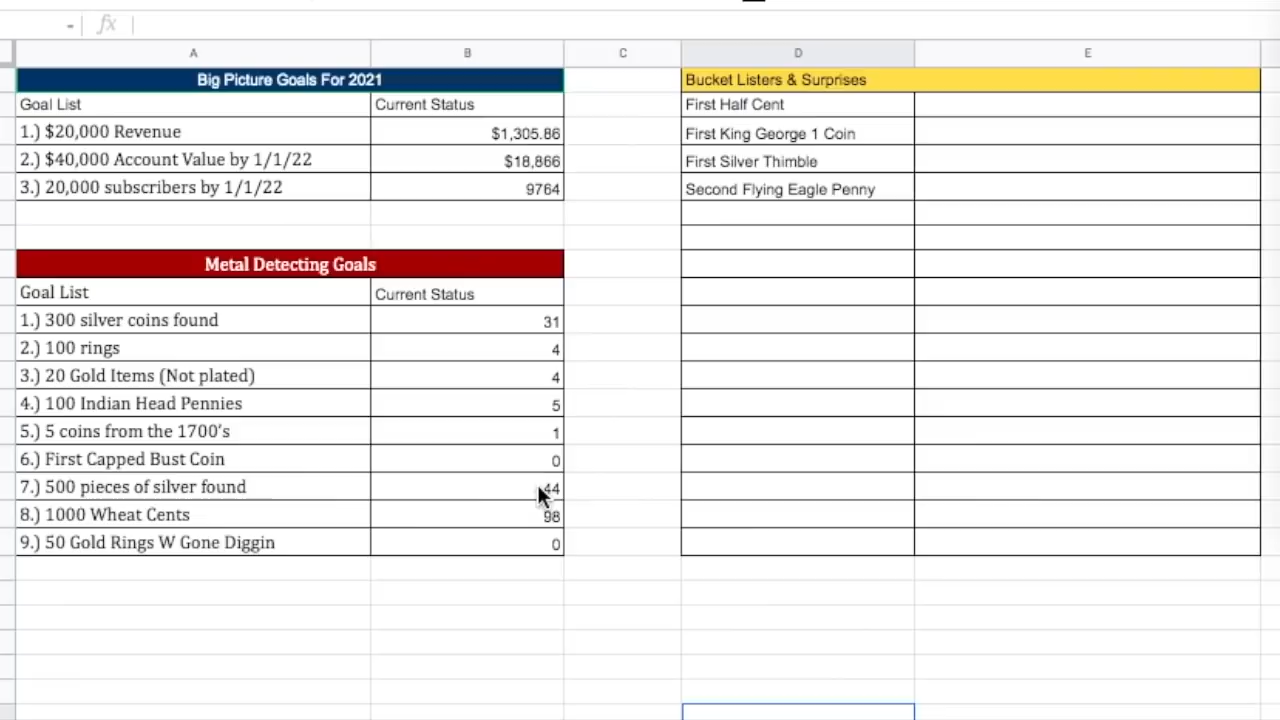 fx
A B C D E
Big Picture Goals For 2021
Goal List Current Status
1.) $20,000 Revenue $1,305.86
2.) $40,000 Account Value by 1/1/22 $18,866
3.) 20,000 subscribers by 1/1/22 9764
Metal Detecting Goals
Goal List Current Status
1.) 300 silver coins found 31
2.) 100 rings 4
3.) 20 Gold Items (Not plated) 4
4.) 100 Indian Head Pennies 5
5.) 5 coins from the 1700's 1
6.) First Capped Bust Coin 0
7.) 500 pieces of silver found 44
8.) 1000 Wheat Cents 98
9.) 50 Gold Rings W Gone Diggin 0
Bucket Listers & Surprises
First Half Cent
First King George 1 Coin
First Silver Thimble
Second Flying Eagle Penny